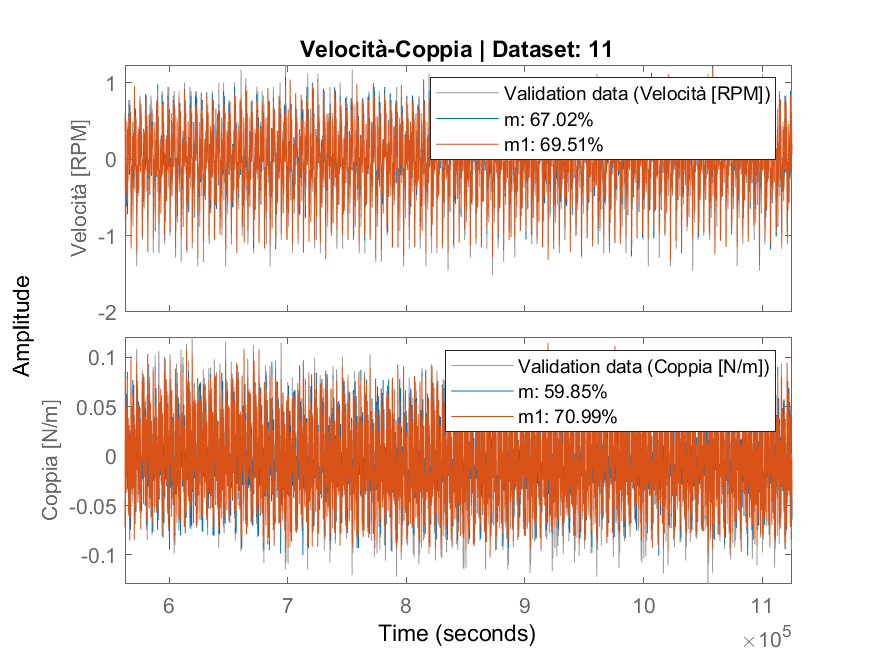 Velocità-Coppia | Dataset: 11
Validation data (Velocità [RPM])
m: 67.02%
m1: 69.51%
Velocità [RPM]
1
0
-1
-2
Amplitude
Validation data (Coppia [N/m])
m: 59.85%
m1: 70.99%
Coppia [N/m]
0.1
0.05
0
-0.05
-0.1
6 7 8 9 10 11
Time (seconds)
×10^5